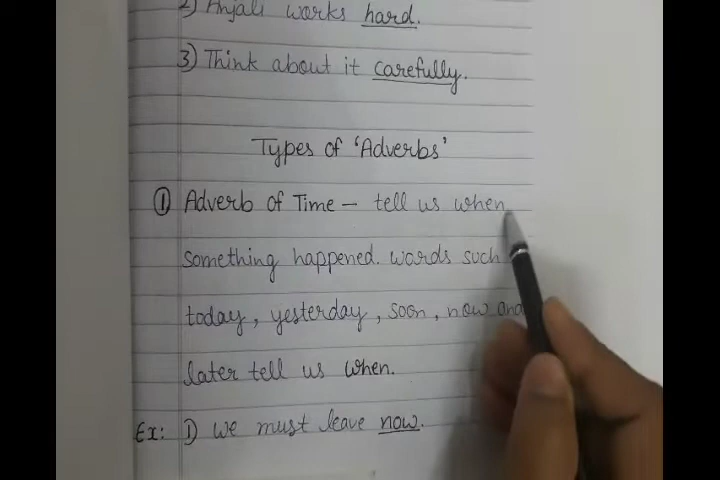 2) Anjali works hard.
3) Think about it carefully.
Types of 'Adverbs'
① Adverb of Time - tell us when
something happened. words such
today, yesterday, soon, now and
later tell us when.
Ex: 1) We must leave now.